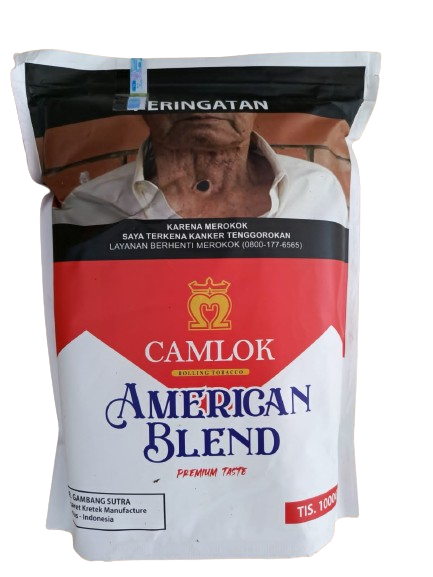 PERINGATAN
KARENA MEROKOK
SAYA TERKENA KANKER TENGGOROKAN
LAYANAN BERHENTI MEROKOK (0800-177-6565)
CAMLOK
ROLLING TOBACCO
AMERICAN
BLEND
PREMIUM TASTE
GAMBANG SUTRA
Kretek Manufacture
- Indonesia
TIS. 1000